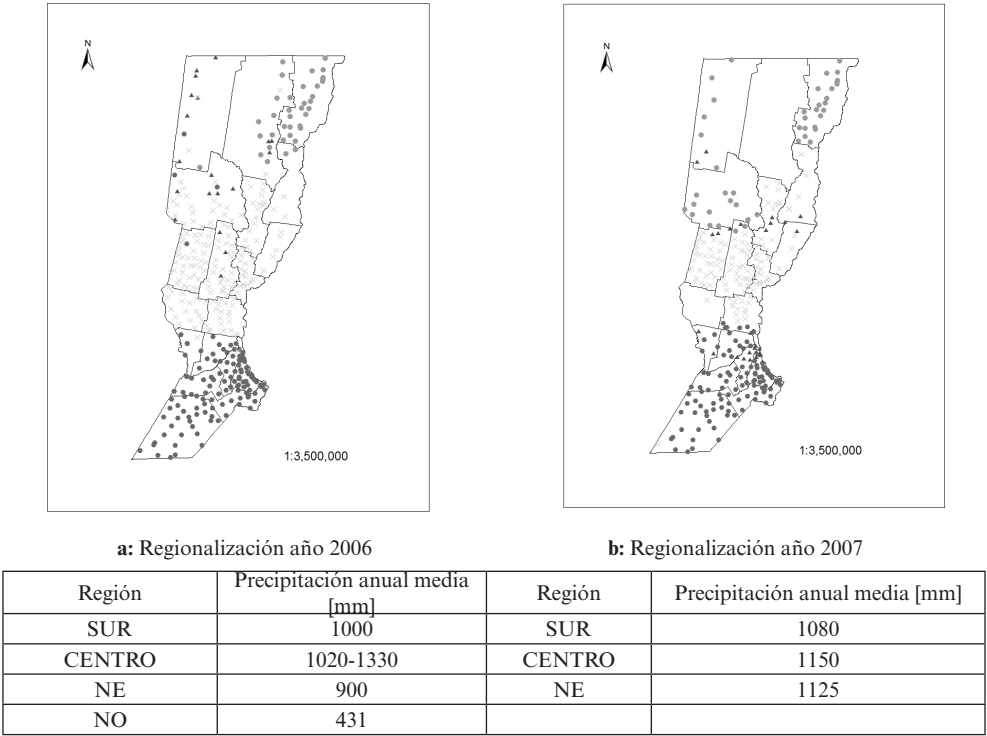 N
N
1:3,500,000
1:3,500,000
a: Regionalización año 2006
b: Regionalización año 2007
Región Precipitación anual media [mm] Región Precipitación anual media [mm]
SUR 1000 SUR 1080
CENTRO 1020-1330 CENTRO 1150
NE 900 NE 1125
NO 431